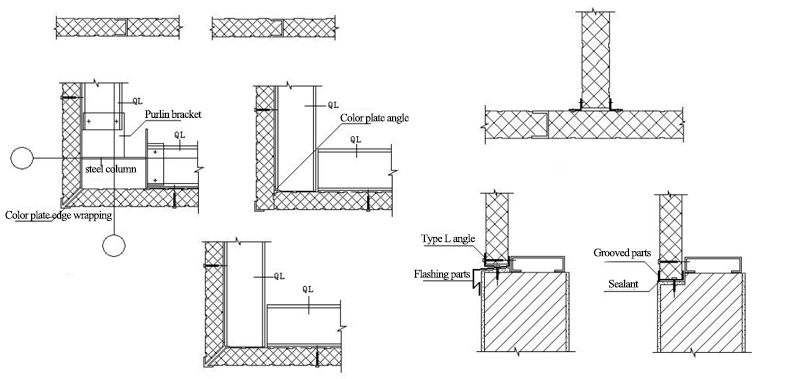 QL
Purlin bracket
QL
steel column
Color plate edge wrapping
QL
Color plate angle
QL
QL
QL
Type L angle
Flashing parts
Grooved parts
Sealant